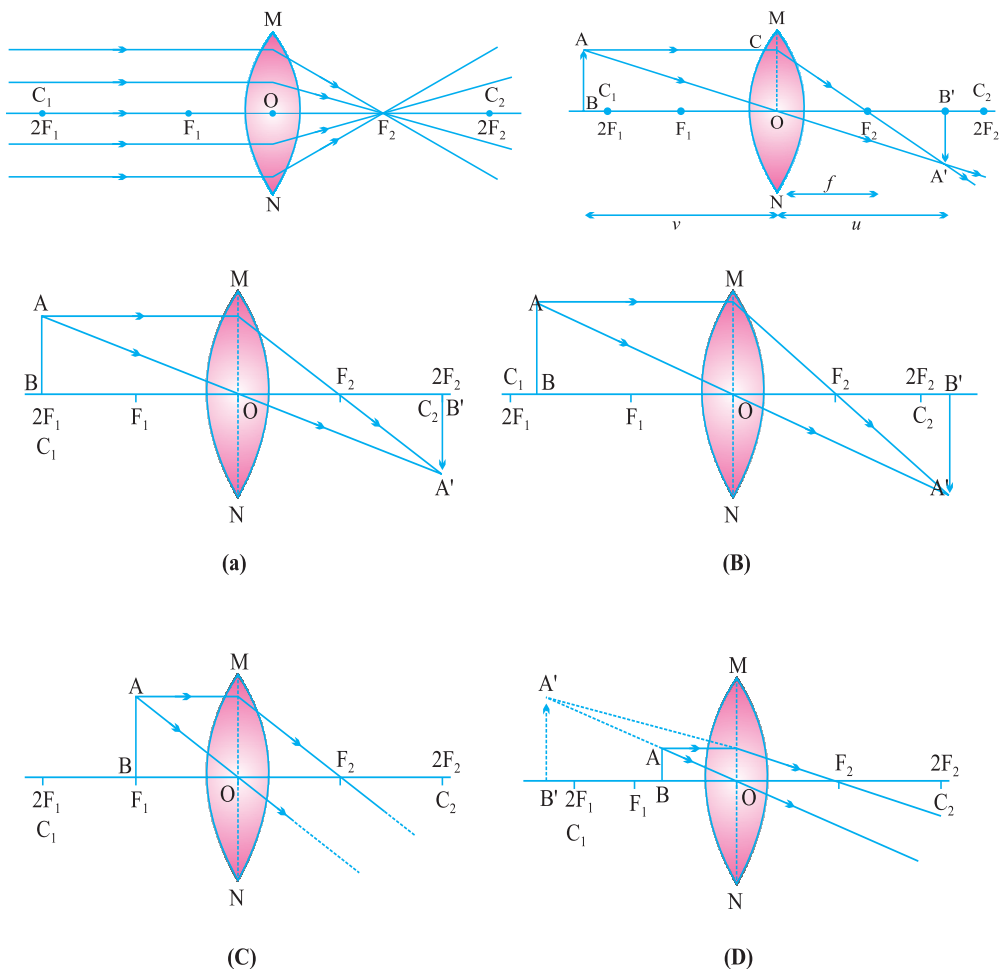 M
C₁ O C₂
2F₁ F₁ F₂ 2F₂
N
M
A C
B C₁ B' C₂
2F₁ F₁ O F₂ 2F₂
A'
N f
v u
M
A
B F₂ 2F₂
2F₁ F₁ O C₂ B'
C₁
A'
N
(a)
M
A
C₁ B F₂ 2F₂ B'
2F₁ F₁ O C₂
A'
N
(B)
M
A
B F₂ 2F₂
2F₁ F₁ O C₂
C₁
N
(C)
M
A'
A F₂ 2F₂
B' 2F₁ F₁ B O C₂
C₁
N
(D)